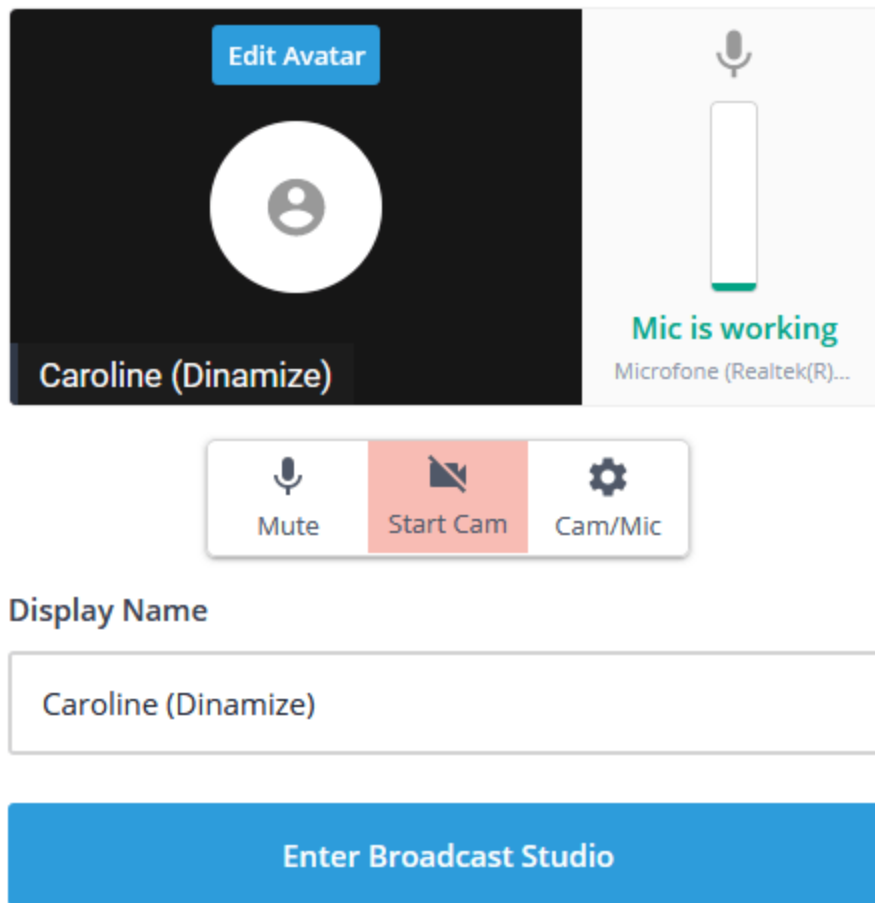 Edit Avatar
Caroline (Dinamize)
Mic is working
Microfone (Realtek(R)...
Mute
Start Cam
Cam/Mic
Display Name
Caroline (Dinamize)
Enter Broadcast Studio